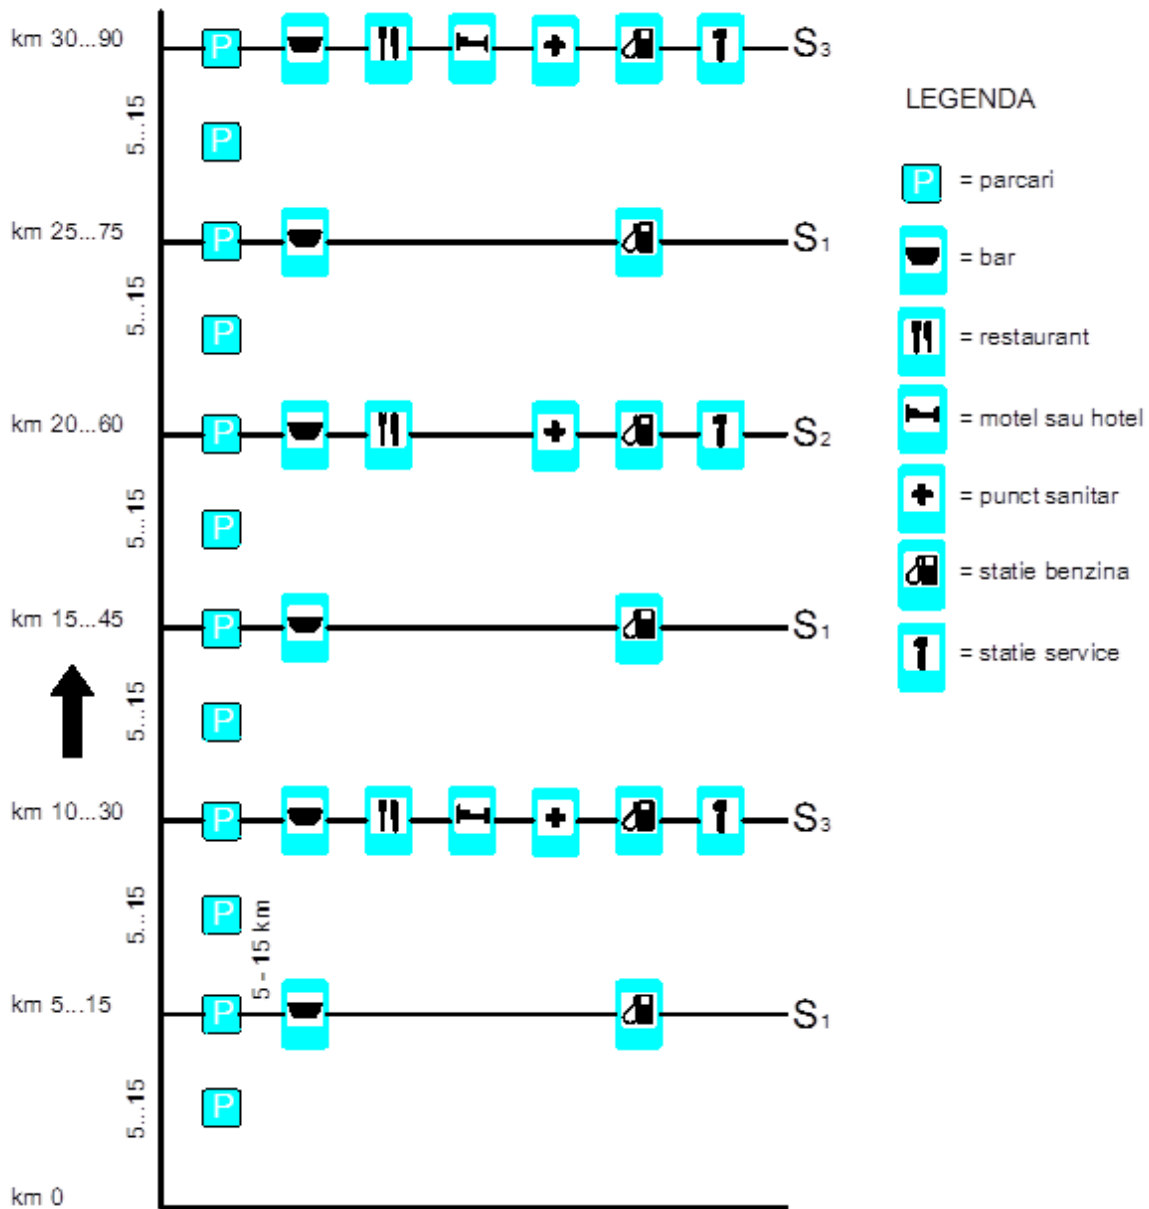 km 30...90
P
S3
5...15
P
km 25...75
P
S1
5...15
P
km 20...60
P
S2
5...15
P
km 15...45
P
S1
5...15
P
km 10...30
P
S3
5...15
P
5 - 15 km
km 5...15
P
S1
5...15
P
km 0
LEGENDA
P = parcari
= bar
= restaurant
= motel sau hotel
= punct sanitar
= statie benzina
= statie service